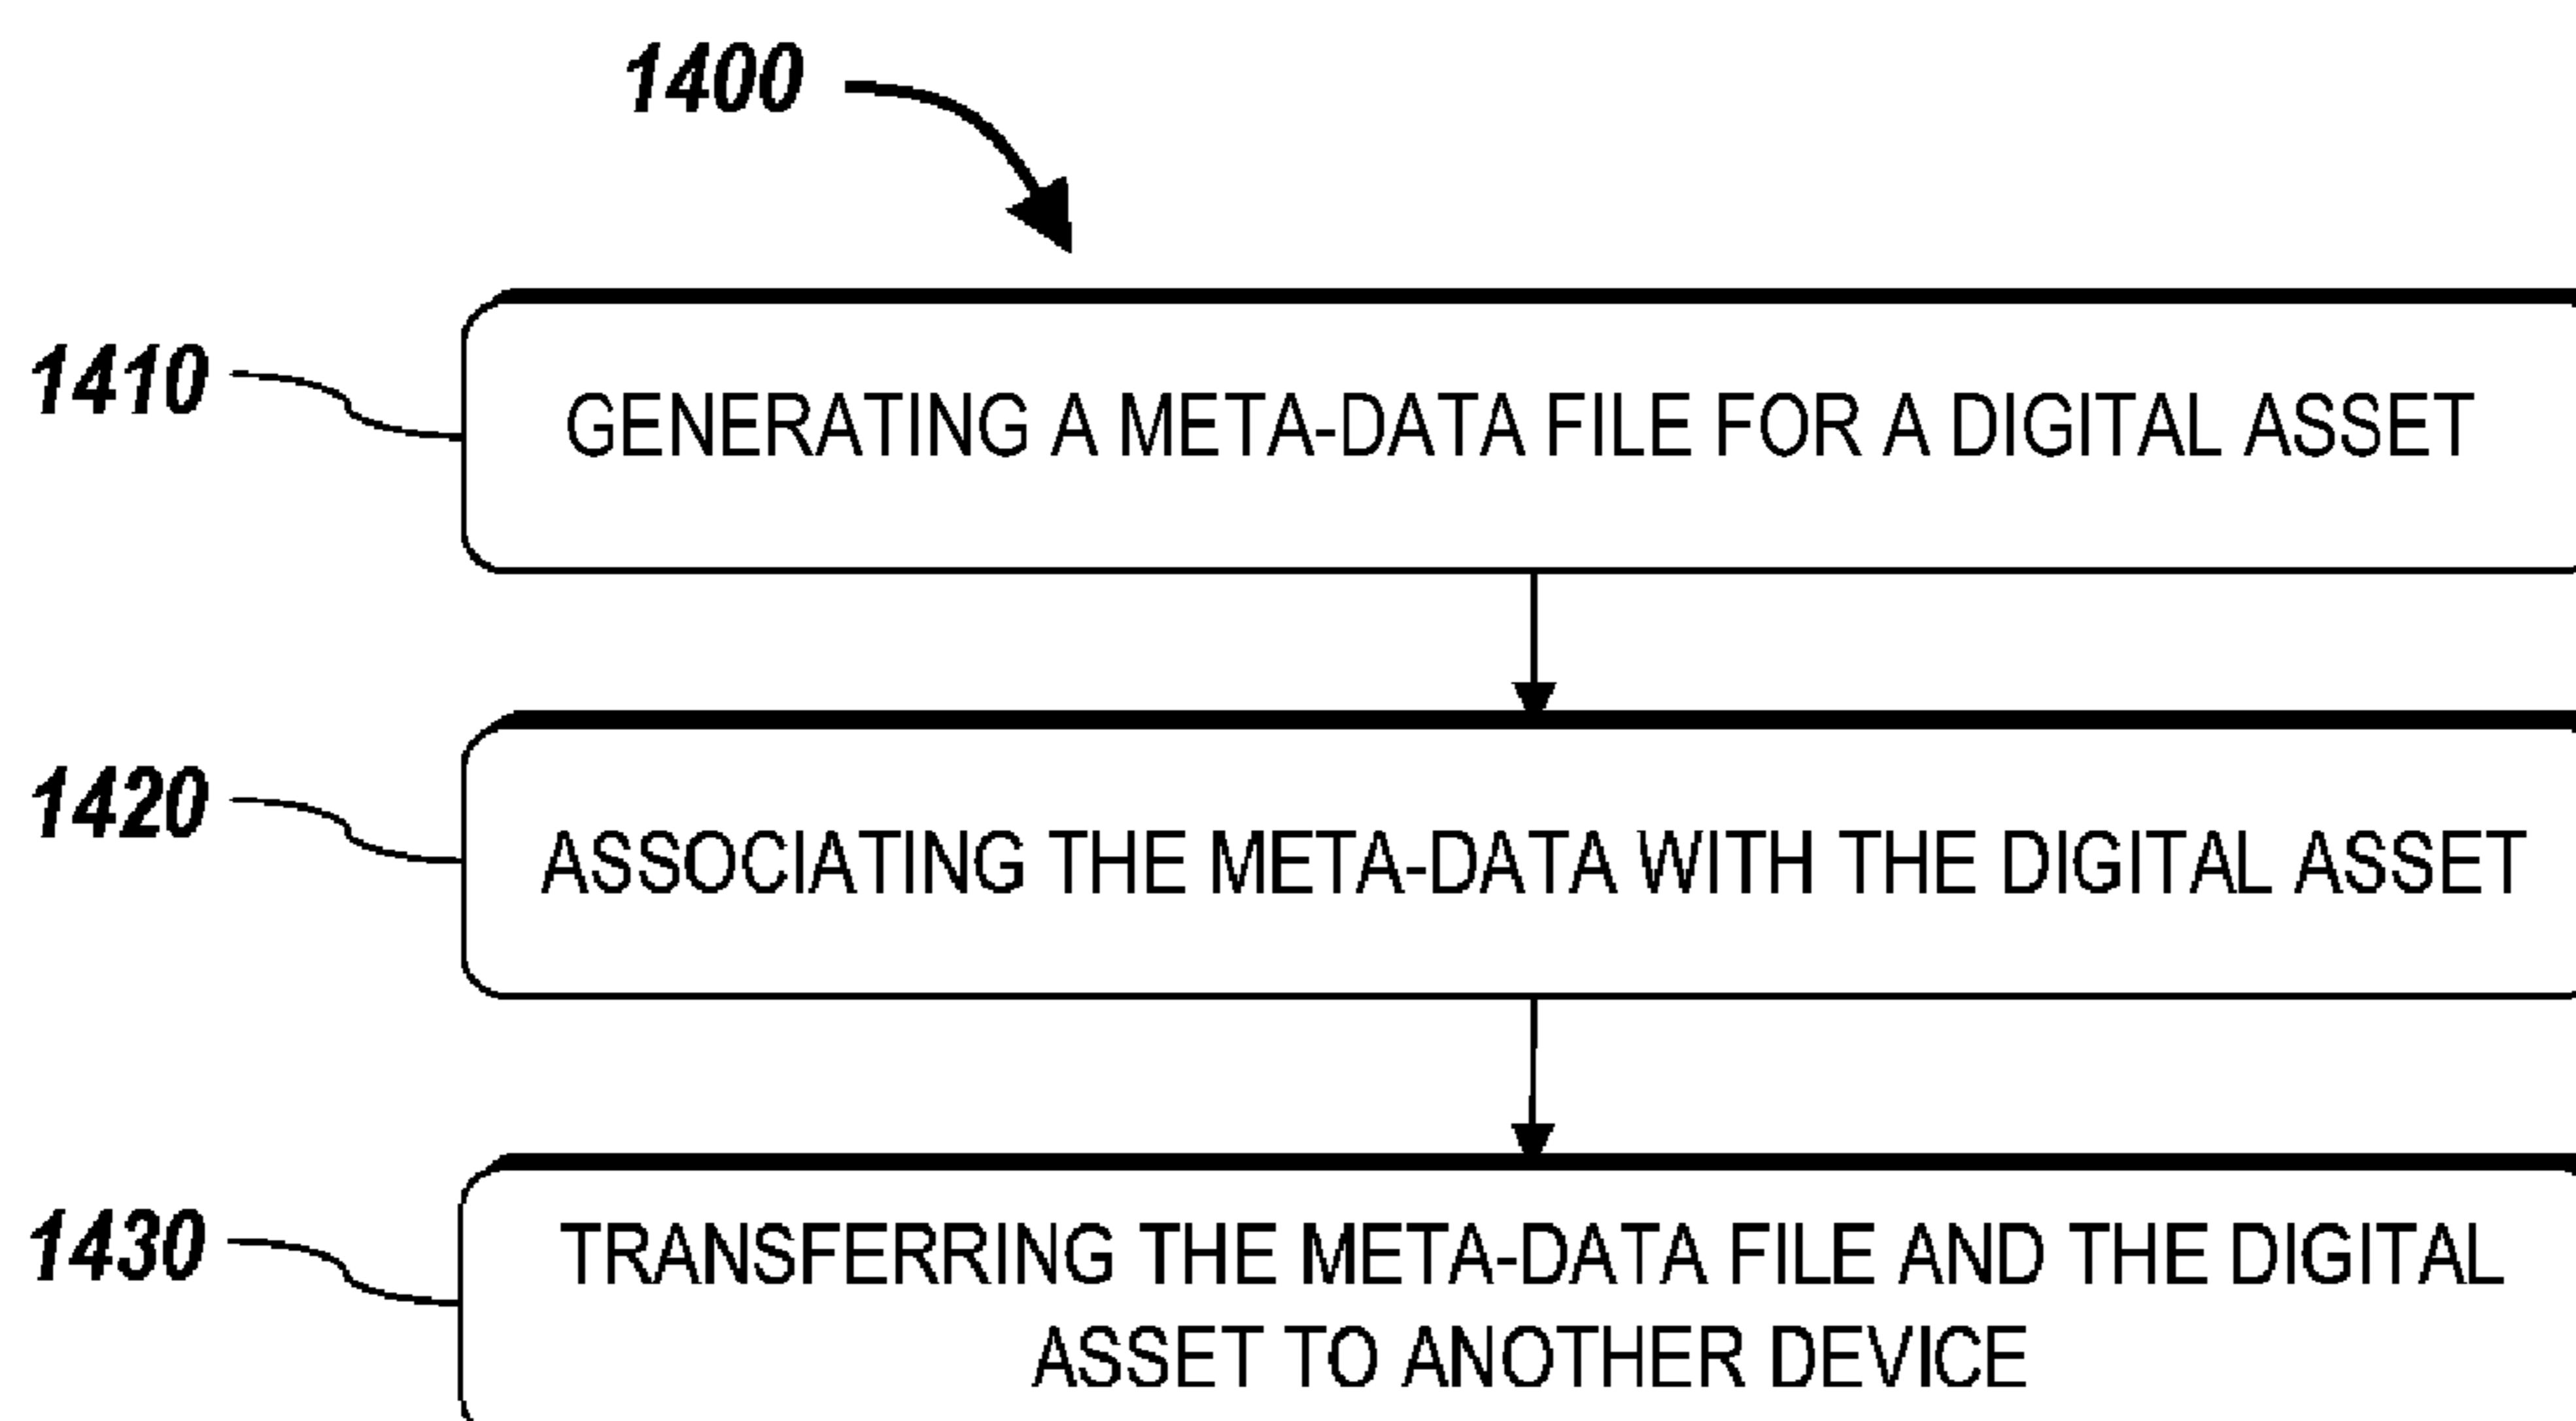 1400
1410
GENERATING A META-DATA FILE FOR A DIGITAL ASSET
1420
ASSOCIATING THE META-DATA WITH THE DIGITAL ASSET
1430
TRANSFERRING THE META-DATA FILE AND THE DIGITAL
ASSET TO ANOTHER DEVICE